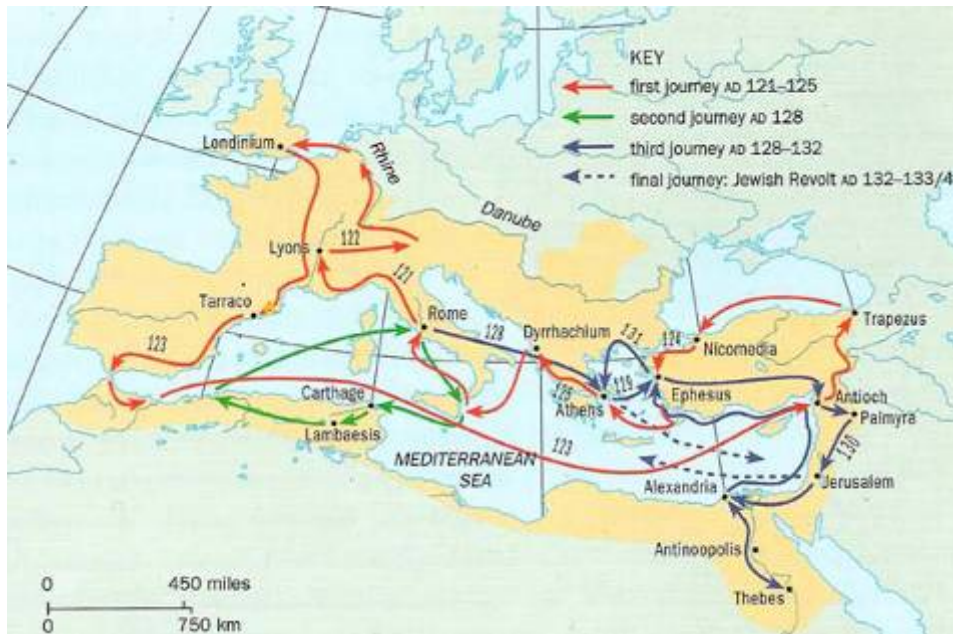 KEY
first journey AD 121–125
second journey AD 128
third journey AD 128–132
final journey: Jewish Revolt AD 132–133/4
Londinium
Rhine
Danube
Lyons
122
121
Tarraco
123
Rome
128
Dyrrhachium
131
124
Nicomedia
Trapezus
Carthage
Lambaesis
125
Athens
129
Ephesus
Antioch
Palmyra
130
123
MEDITERRANEAN
SEA
Alexandria
Jerusalem
Antinoopolis
Thebes
0 450 miles
0 750 km